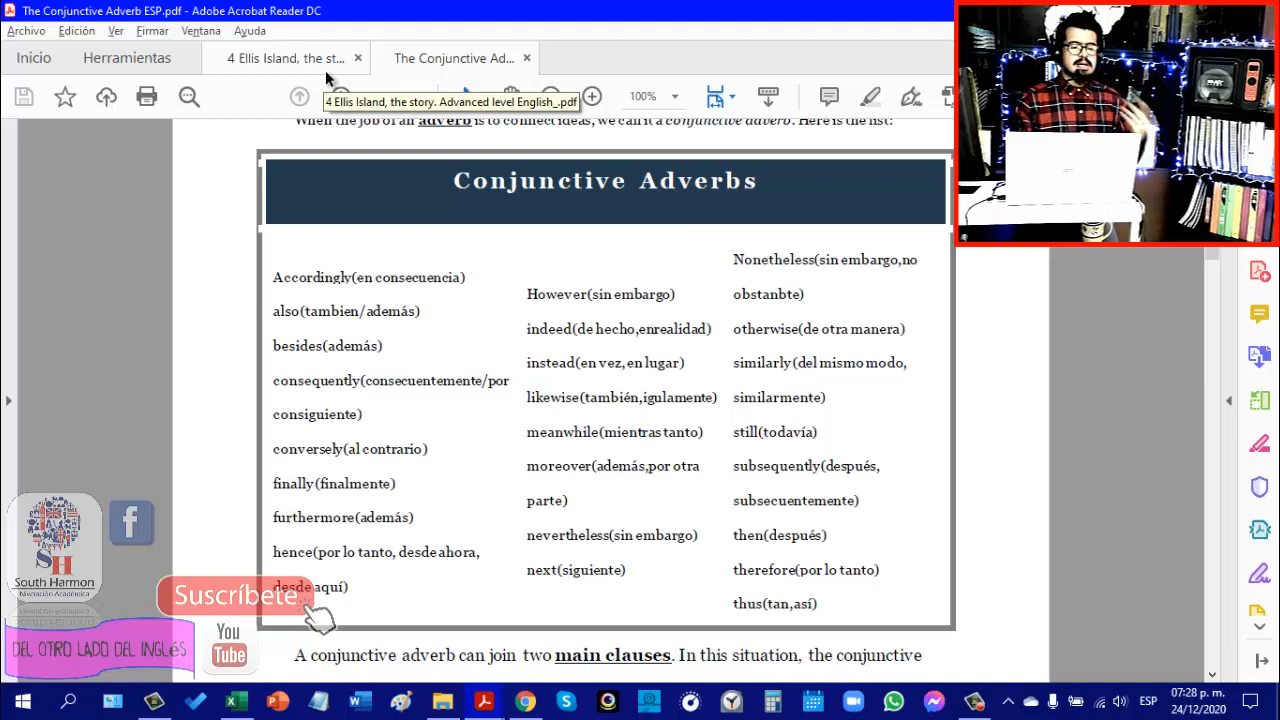 The Conjunctive Adverb ESP.pdf - Adobe Acrobat Reader DC
Archivo Edición Ver Firmar Ventana Ayuda
Inicio Herramientas 4 Ellis Island, the st... × The Conjunctive Ad... ×
100%
4 Ellis Island, the story. Advanced level English_.pdf
When the job of an adverb is to connect ideas, we call it a conjunctive adverb. Here is the list:
Conjunctive Adverbs
Accordingly(en consecuencia)
also(tambien/además)
besides(además)
consequently(consecuentemente/por
consiguiente)
conversely(al contrario)
finally(finalmente)
furthermore(además)
hence(por lo tanto, desde ahora,
desde aquí)
However(sin embargo)
indeed(de hecho,enrealidad)
instead(en vez, en lugar)
likewise(también,igulamente)
meanwhile(mientras tanto)
moreover(además,por otra
parte)
nevertheless(sin embargo)
next(siguiente)
Nonetheless(sin embargo,no
obstanbte)
otherwise(de otra manera)
similarly(del mismo modo,
similarmente)
still(todavía)
subsequently(después,
subsecuentemente)
then(después)
therefore(por lo tanto)
thus(tan,así)
A conjunctive adverb can join two main clauses. In this situation, the conjunctive
SH
South Harmon
Nivelación Académica
Suscríbete
DEL OTRO LADO DEL INGLéS
You
Tube
ESP
07:28 p. m.
24/12/2020